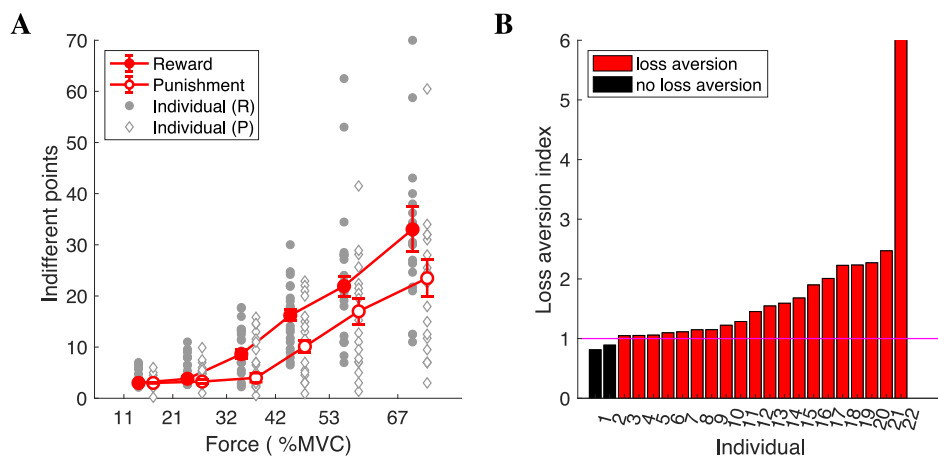 A
70
60
50
40
30
20
10
0
Indifferent points
Reward
Punishment
Individual (R)
Individual (P)
11 21 32 42 53 67
Force ( %MVC)
B
6
5
4
3
2
1
0
Loss aversion index
loss aversion
no loss aversion
1 2 3 4 5 6 7 8 9 10 11 12 13 14 15 16 17 18 19 20 21 22
Individual